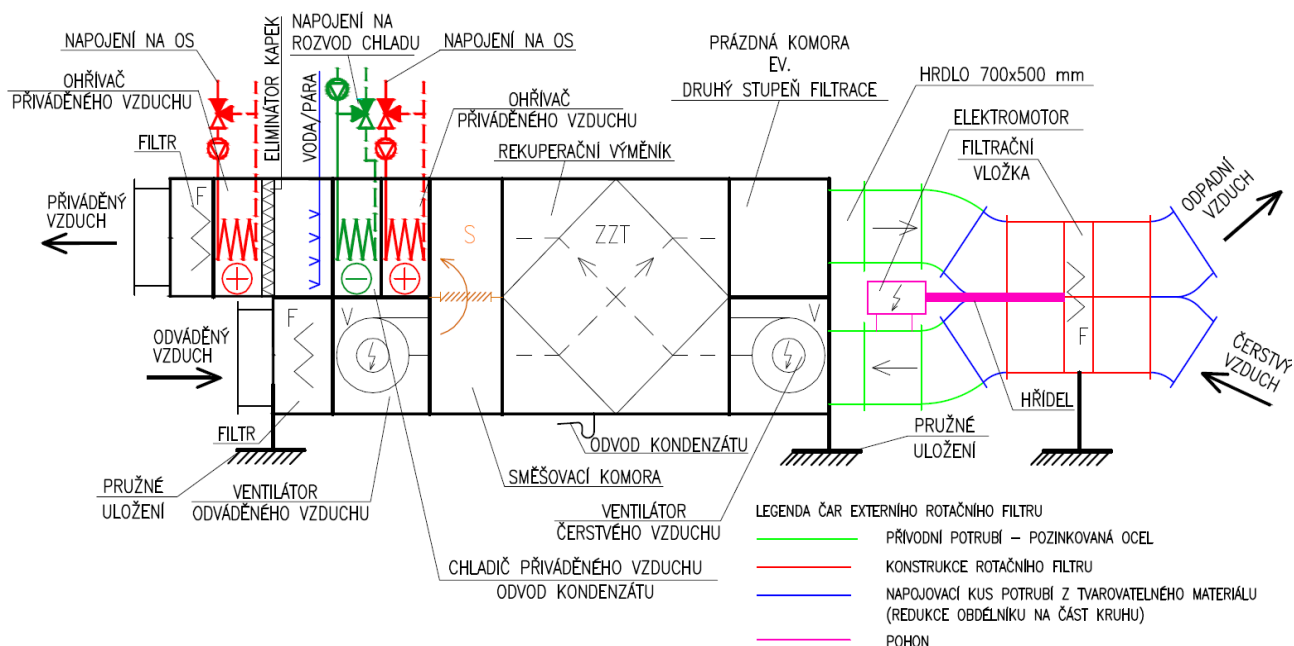 NAPOJENÍ NA OS
OHŘÍVAČ
PŘIVÁDĚNÉHO VZDUCHU
FILTR
ELIMINÁTOR KAPEK
NAPOJENÍ NA
ROZVOD CHLADU
VODA/PÁRA
NAPOJENÍ NA OS
OHŘÍVAČ
PŘIVÁDĚNÉHO VZDUCHU
REKUPERAČNÍ VÝMĚNÍK
PRÁZDNÁ KOMORA
EV.
DRUHÝ STUPEŇ FILTRACE
HRDLO 700x500 mm
ELEKTROMOTOR
FILTRAČNÍ
VLOŽKA
ODPADNÍ
VZDUCH
PŘIVÁDĚNÝ
VZDUCH
F
S
ZZT
ODVÁDĚNÝ
VZDUCH
F
V
V
F
ČERSTVÝ
VZDUCH
HŘÍDEL
FILTR
ODVOD KONDENZÁTU
PRUŽNÉ
ULOŽENÍ
PRUŽNÉ
ULOŽENÍ
VENTILÁTOR
ODVÁDĚNÉHO VZDUCHU
SMĚŠOVACÍ KOMORA
VENTILÁTOR
ČERSTVÉHO VZDUCHU
CHLADIČ PŘIVÁDĚNÉHO VZDUCHU
ODVOD KONDENZÁTU
LEGENDA ČAR EXTERNÍHO ROTAČNÍHO FILTRU
PŘÍVODNÍ POTRUBÍ – POZINKOVANÁ OCEL
KONSTRUKCE ROTAČNÍHO FILTRU
NAPOJOVACÍ KUS POTRUBÍ Z TVAROVATELNÉHO MATERIÁLU
(REDUKCE OBDÉLNÍKU NA ČÁST KRUHU)
POHON